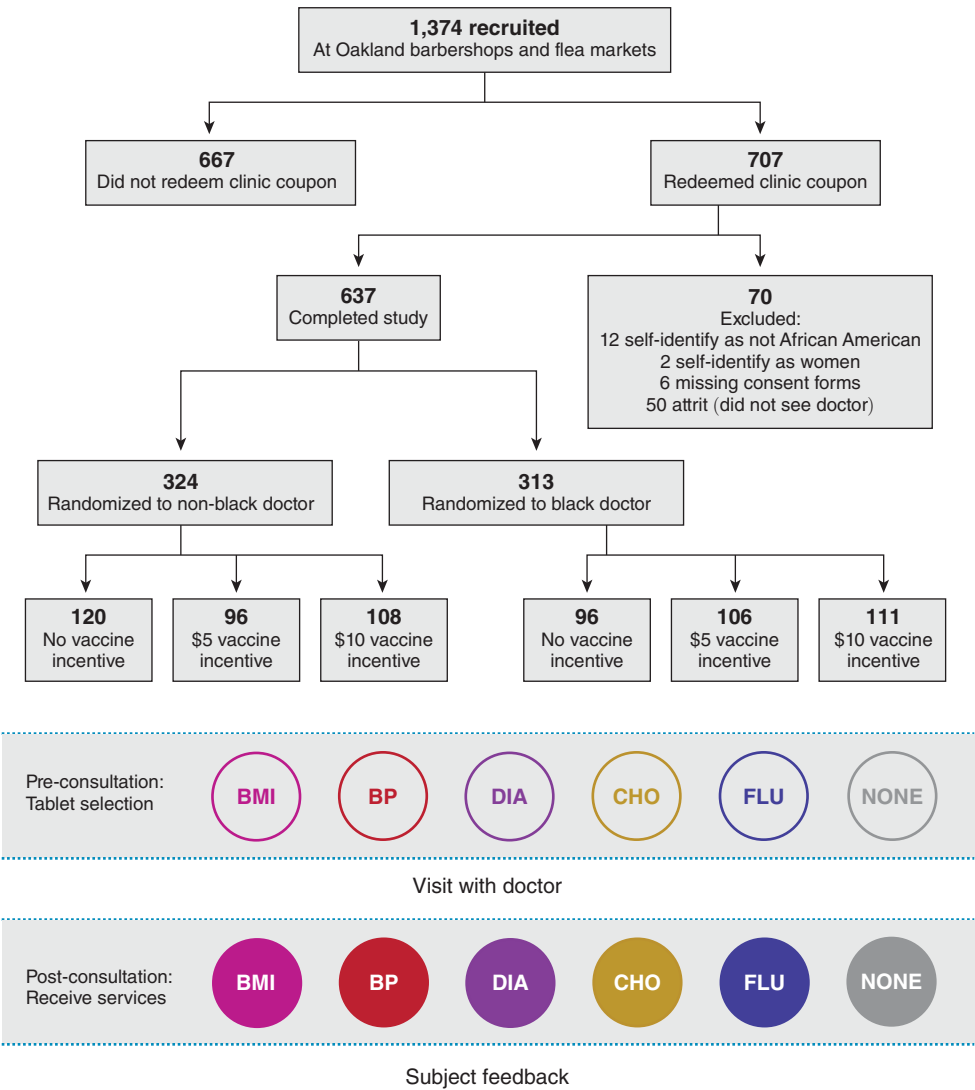 1,374 recruited
At Oakland barbershops and flea markets
667
Did not redeem clinic coupon
707
Redeemed clinic coupon
637
Completed study
70
Excluded:
12 self-identify as not African American
2 self-identify as women
6 missing consent forms
50 attrit (did not see doctor)
324
Randomized to non-black doctor
313
Randomized to black doctor
120
No vaccine
incentive
96
$5 vaccine
incentive
108
$10 vaccine
incentive
96
No vaccine
incentive
106
$5 vaccine
incentive
111
$10 vaccine
incentive
Pre-consultation:
Tablet selection
BMI
BP
DIA
CHO
FLU
NONE
Visit with doctor
Post-consultation:
Receive services
BMI
BP
DIA
CHO
FLU
NONE
Subject feedback